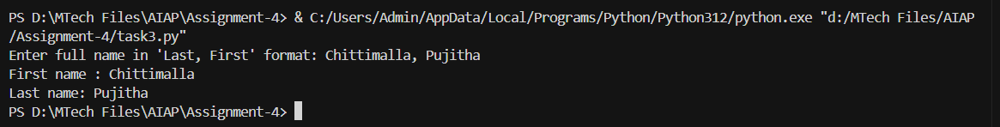 PS D:\MTech Files\AIAP\Assignment-4> & C:/Users/Admin/AppData/Local/Programs/Python/Python312/python.exe "d:/MTech Files/AIAP
/Assignment-4/task3.py"
Enter full name in 'Last, First' format: Chittimalla, Pujitha
First name : Chittimalla
Last name: Pujitha
PS D:\MTech Files\AIAP\Assignment-4>